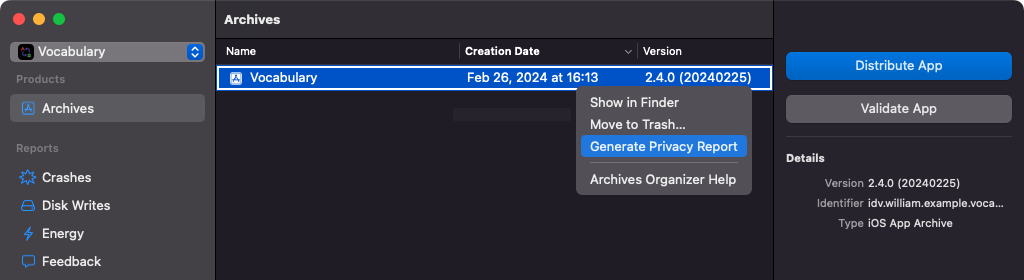 Archives
Vocabulary
Products
Archives
Reports
Crashes
Disk Writes
Energy
Feedback
Name Creation Date Version
Vocabulary Feb 26, 2024 at 16:13 2.4.0 (20240225)
Show in Finder
Move to Trash...
Generate Privacy Report
Archives Organizer Help
Distribute App
Validate App
Details
Version 2.4.0 (20240225)
Identifier idv.william.example.voca...
Type iOS App Archive